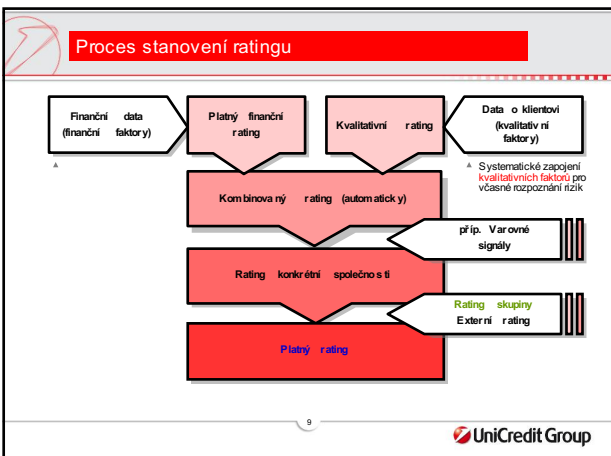 Proces stanovení ratingu
Finanční data
(finanční faktory)
Platný finanční
rating
Kvalitativní rating
Data o klientovi
(kvalitativní
faktory)
Systematické zapojení
kvalitativních faktorů pro
včasné rozpoznání rizik
Kombinovaný rating (automaticky)
příp. Varovné
signály
Rating konkrétní společnosti
Rating skupiny
Externí rating
Platný rating
9
UniCredit Group